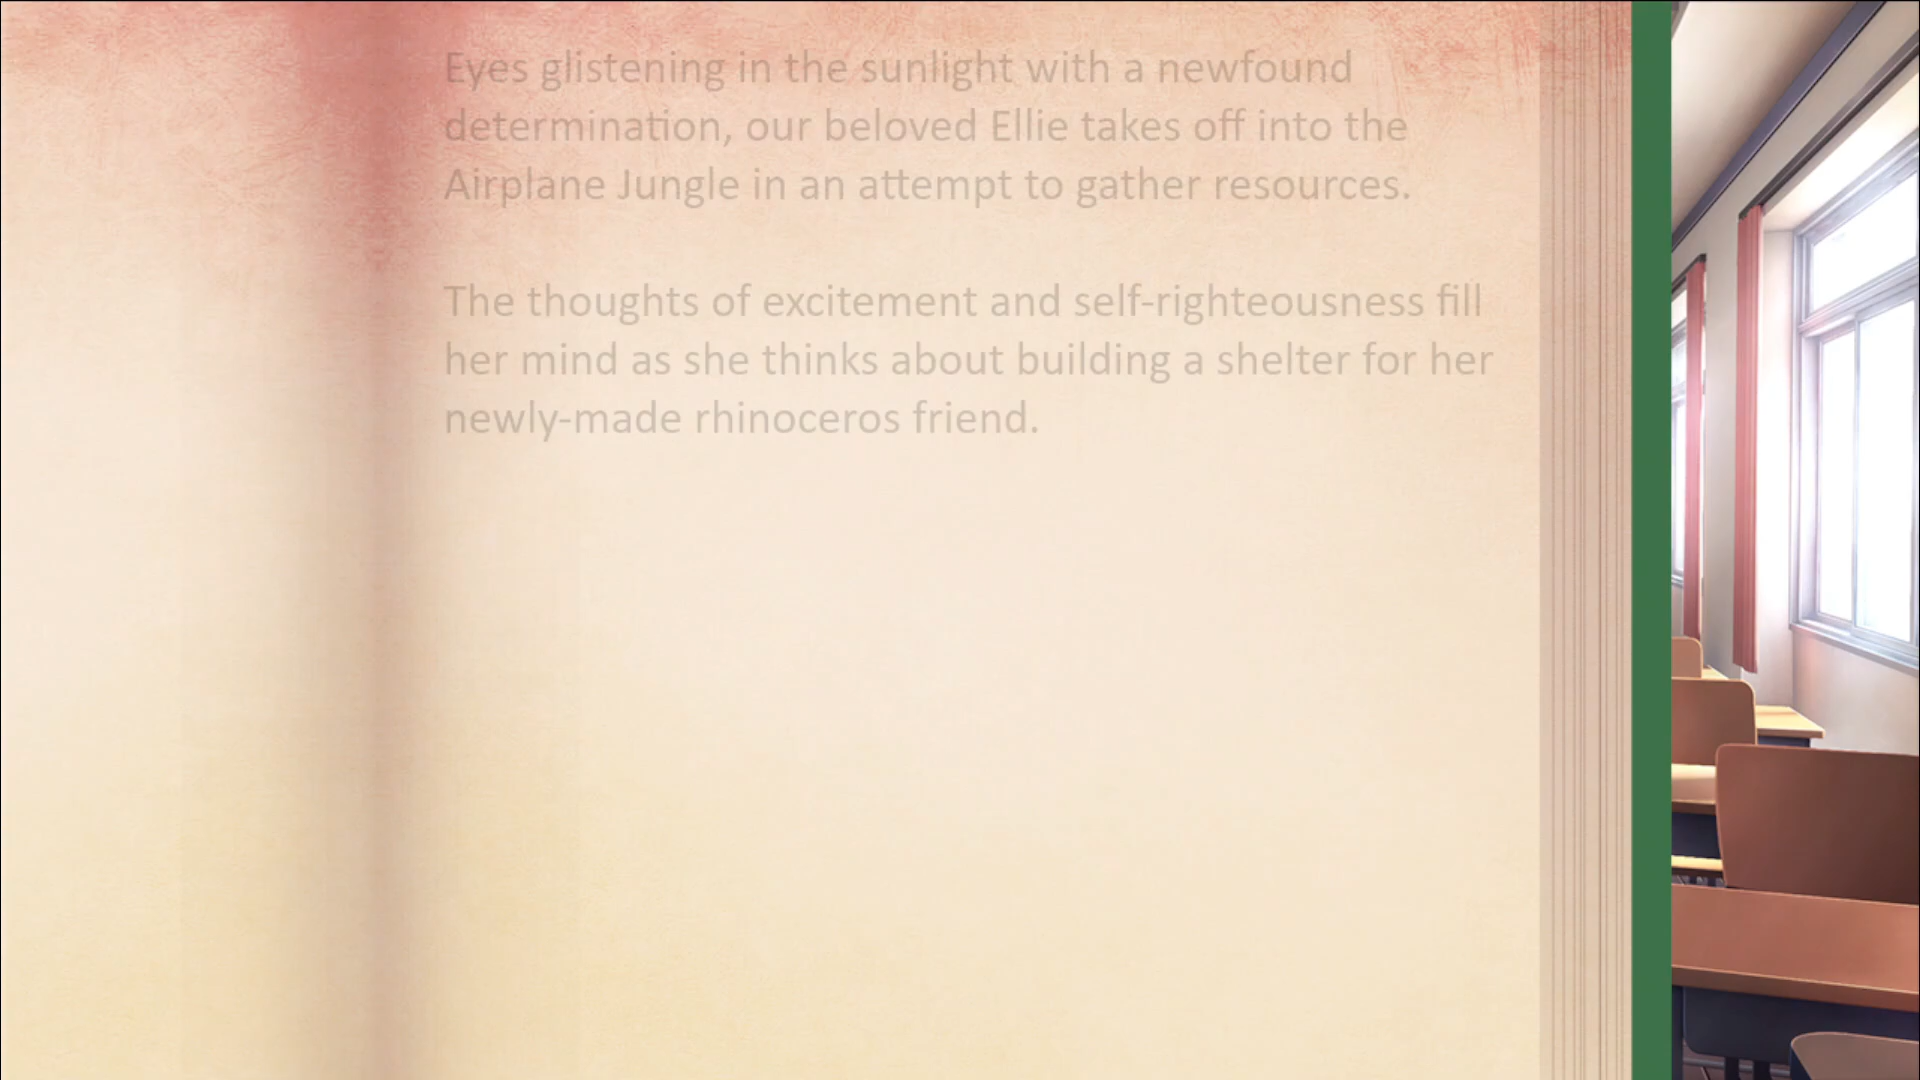 Eyes glistening in the sunlight with a newfound
determination, our beloved Ellie takes off into the
Airplane Jungle in an attempt to gather resources.
The thoughts of excitement and self-righteousness fill
her mind as she thinks about building a shelter for her
newly-made rhinoceros friend.